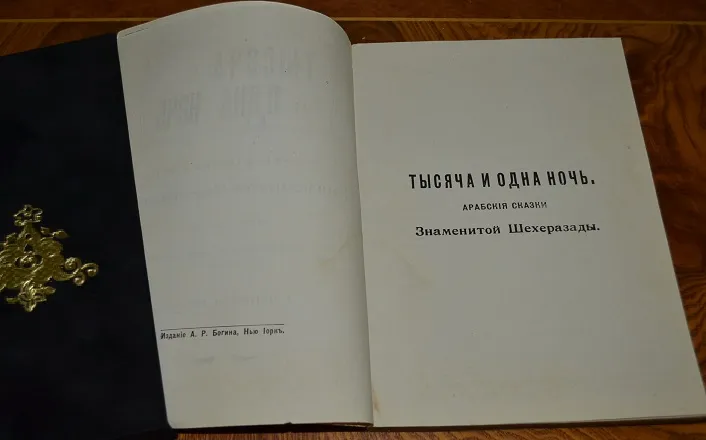 Изданіе А. Р. Богина, Нью Іоркъ.
ТЫСЯЧА И ОДНА НОЧЬ.
АРАБСКІЯ СКАЗКИ
Знаменитой Шехеразады.